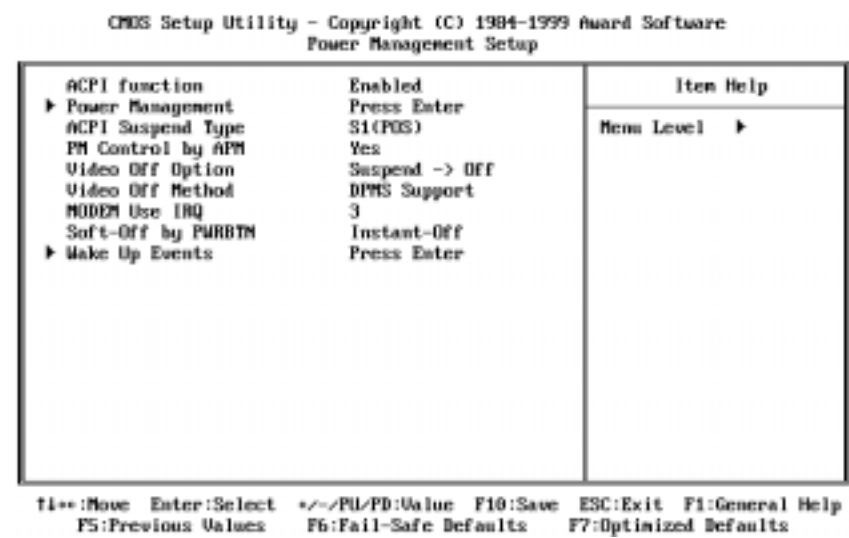 CMOS Setup Utility - Copyright (C) 1984-1999 Award Software
Power Management Setup
ACPI function Enabled
▶ Power Management Press Enter
ACPI Suspend Type S1(POS)
PM Control by APM Yes
Video Off Option Suspend -> Off
Video Off Method DPMS Support
MODEM Use IRQ 3
Soft-Off by PWRBTN Instant-Off
▶ Wake Up Events Press Enter
Item Help
Menu Level ▶
↑↓→←:Move Enter:Select +/-/PU/PD:Value F10:Save ESC:Exit F1:General Help
F5:Previous Values F6:Fail-Safe Defaults F7:Optimized Defaults